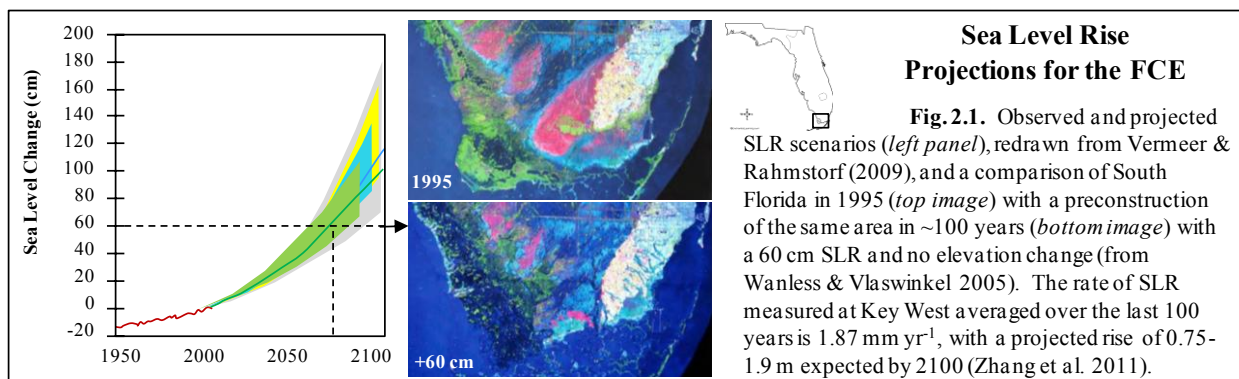 200
180
160
140
120
100
80
60
40
20
0
-20
Sea Level Change (cm)
1950
2000
2050
2100
1995
+60 cm
Sea Level Rise
Projections for the FCE
Fig. 2.1. Observed and projected
SLR scenarios (left panel), redrawn from Vermeer &
Rahmstorf (2009), and a comparison of South
Florida in 1995 (top image) with a preconstruction
of the same area in ~100 years (bottom image) with
a 60 cm SLR and no elevation change (from
Wanless & Vlaswinkel 2005). The rate of SLR
measured at Key West averaged over the last 100
years is 1.87 mm yr-1, with a projected rise of 0.75-
1.9 m expected by 2100 (Zhang et al. 2011).